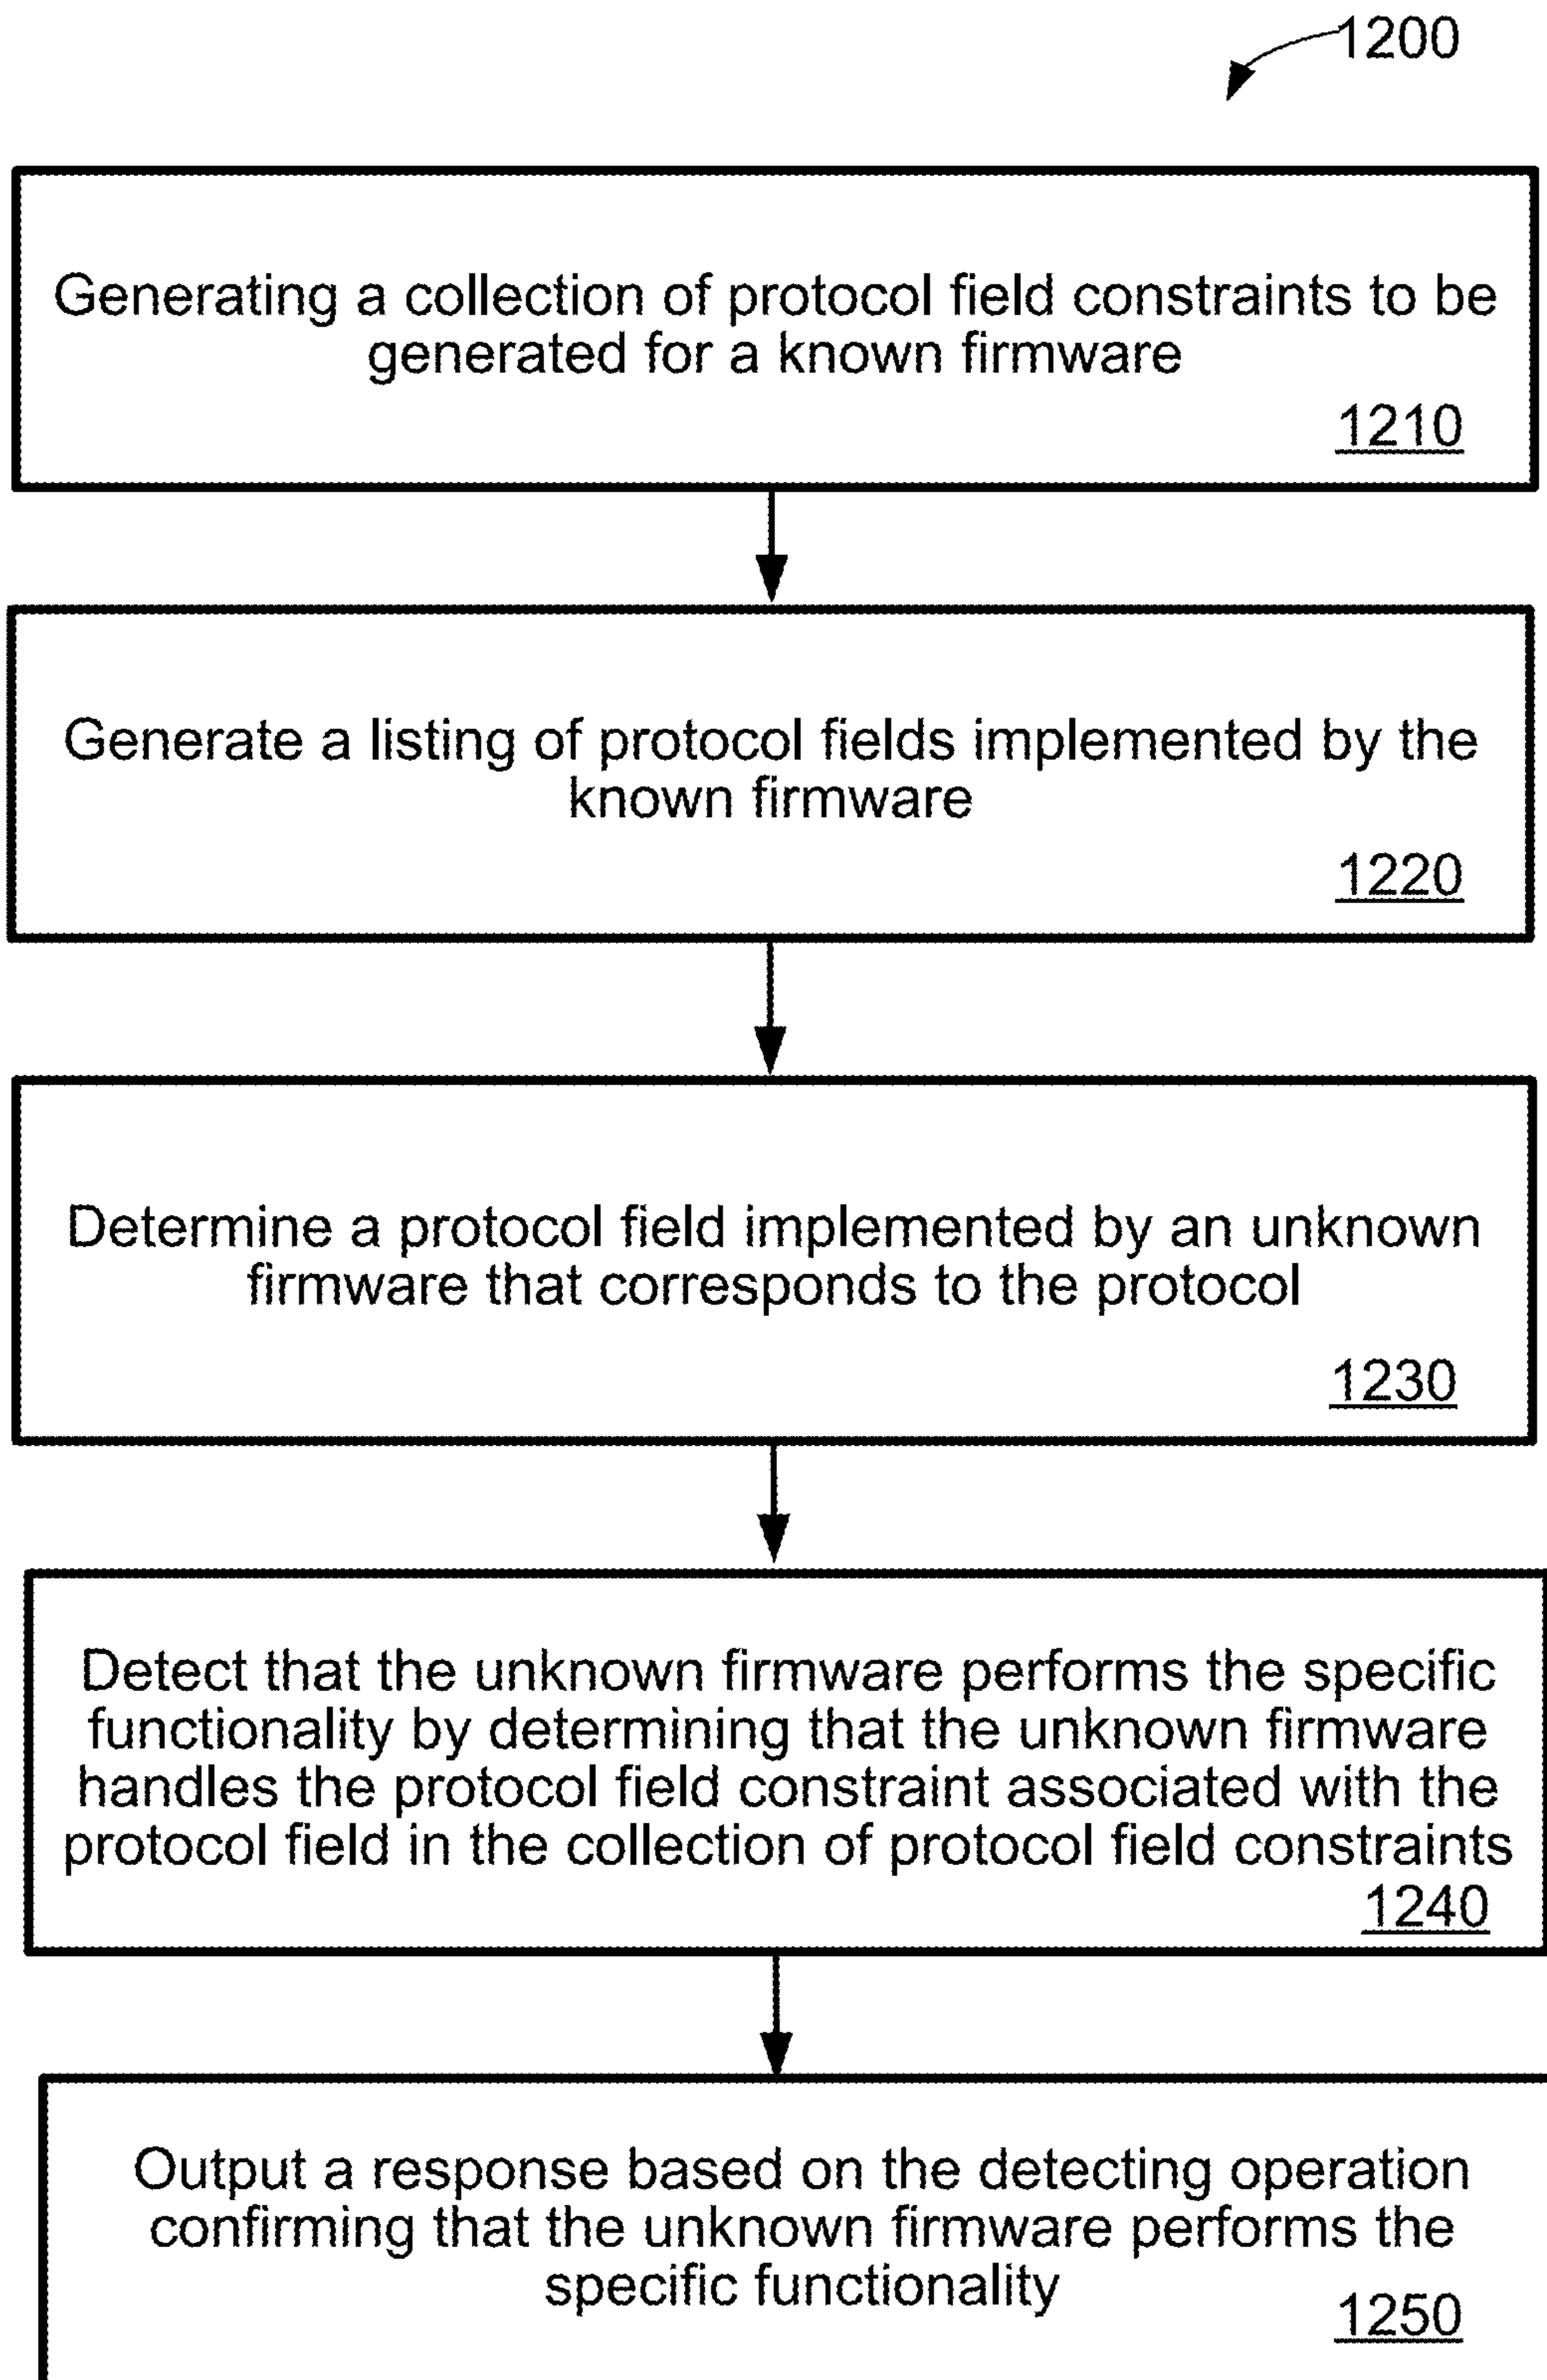 1200
Generating a collection of protocol field constraints to be
generated for a known firmware
1210
Generate a listing of protocol fields implemented by the
known firmware
1220
Determine a protocol field implemented by an unknown
firmware that corresponds to the protocol
1230
Detect that the unknown firmware performs the specific
functionality by determining that the unknown firmware
handles the protocol field constraint associated with the
protocol field in the collection of protocol field constraints
1240
Output a response based on the detecting operation
confirming that the unknown firmware performs the
specific functionality
1250